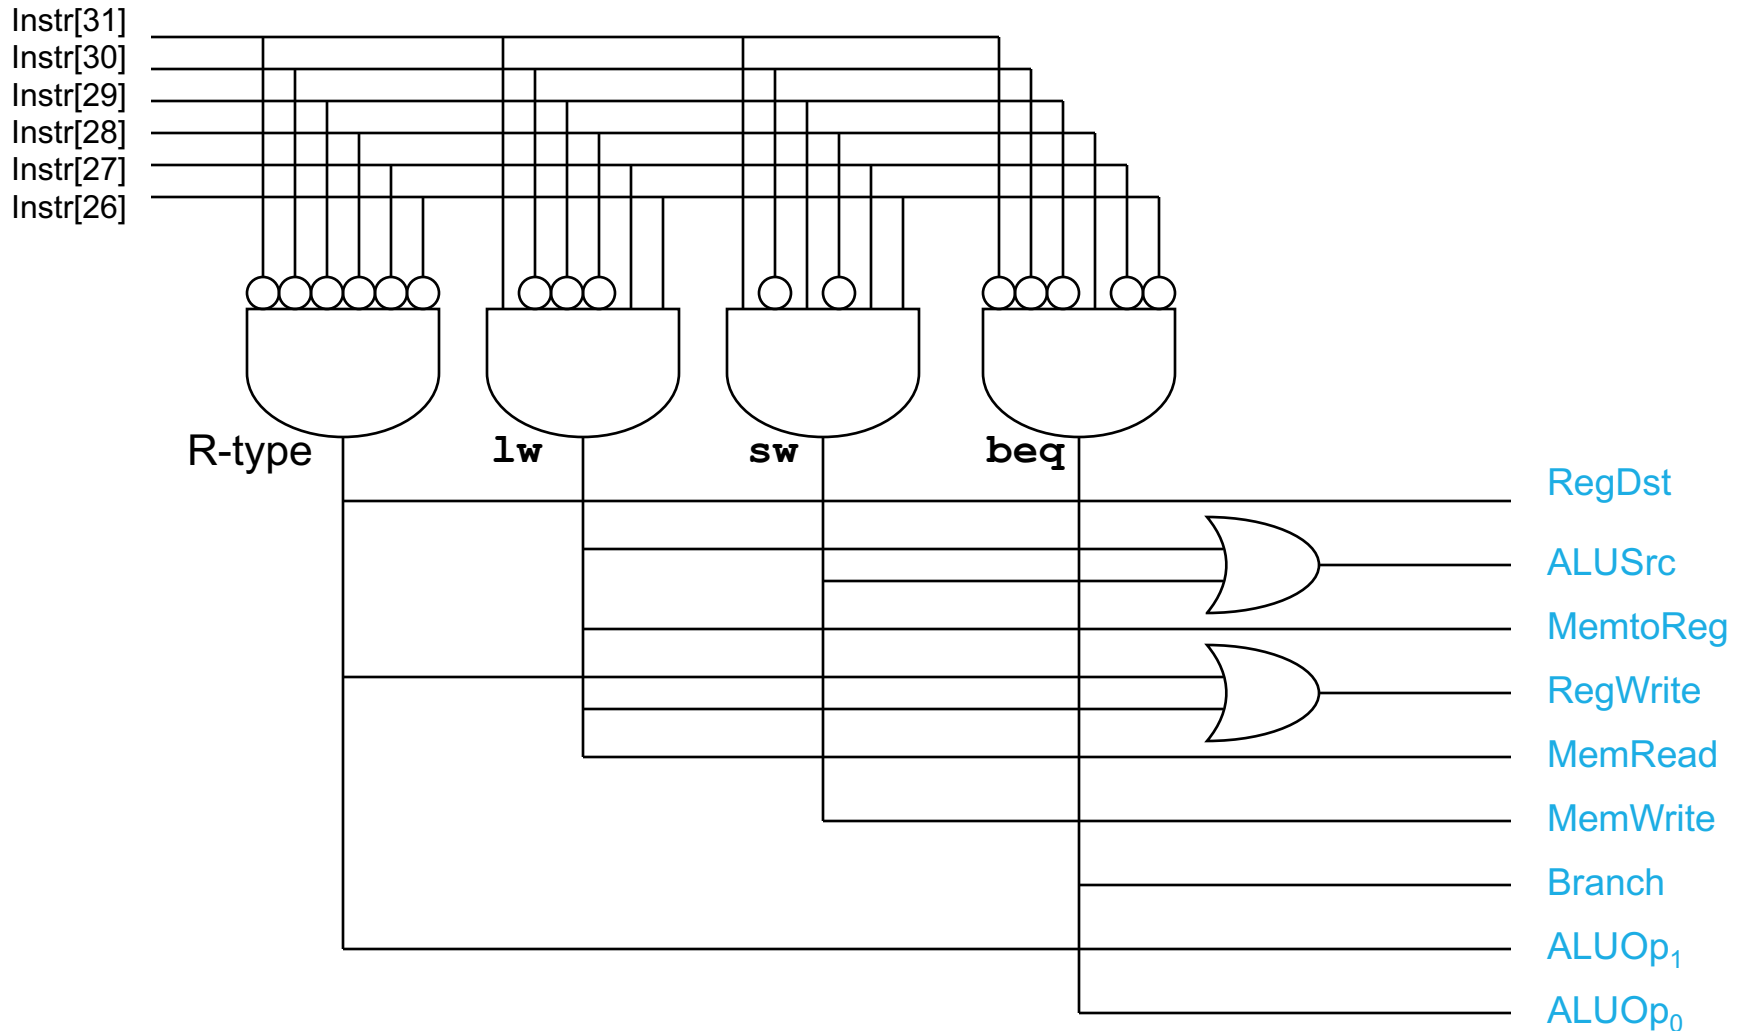 Instr[31]
Instr[30]
Instr[29]
Instr[28]
Instr[27]
Instr[26]
R-type
lw
sw
beq
RegDst
ALUSrc
MemtoReg
RegWrite
MemRead
MemWrite
Branch
ALUOp₁
ALUOp₀